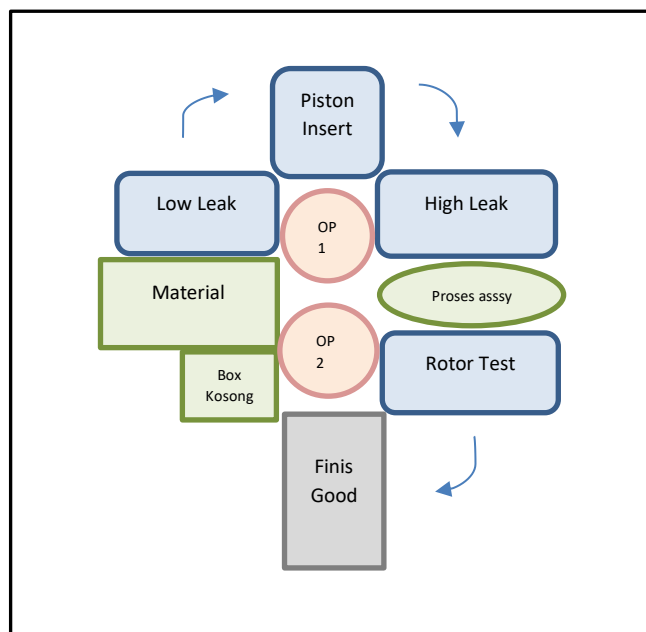 Piston
Insert
Low Leak
High Leak
OP
1
Material
Proses asssy
OP
2
Rotor Test
Box
Kosong
Finis
Good